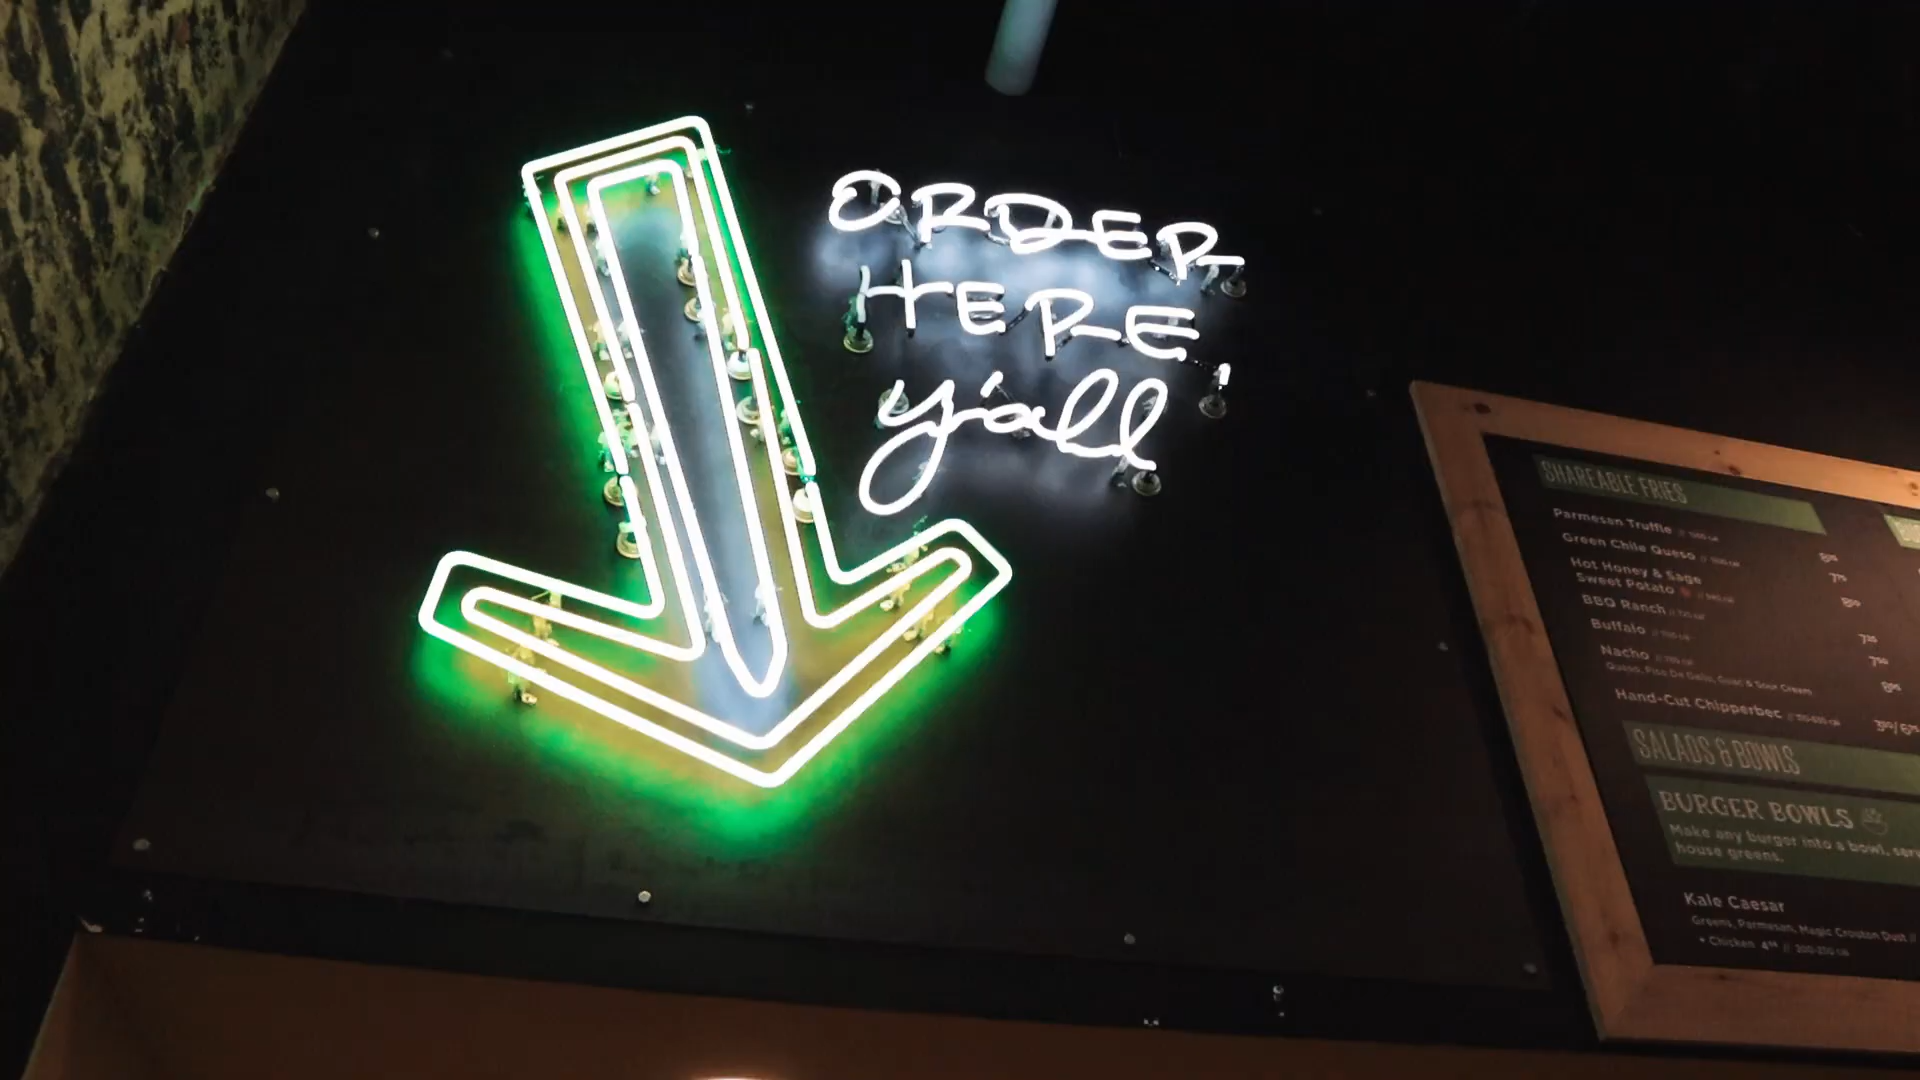 ORDER
HERE,
y'all
SHAREABLE FRIES
Parmesan Truffle
Green Chile Queso
Hot Honey & Sage
Sweet Potato
BBQ Ranch
Buffalo
Nacho
Queso, Pico De Gallo, Guac & Sour Cream
Hand-Cut Chipperbec
SALADS & BOWLS
BURGER BOWLS
Make any burger into a bowl,
house greens.
Kale Caesar
Greens, Parmesan, Magic Crouton Dust //
+ Chicken